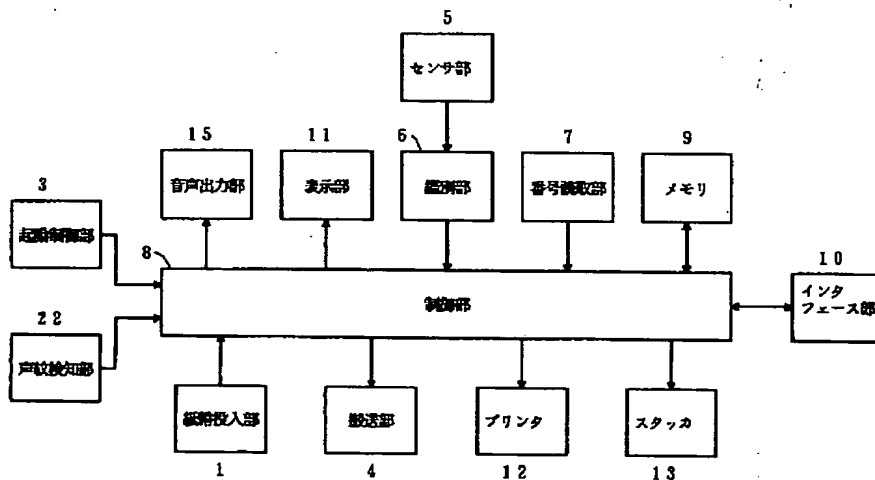 5
センサ部
15
11
6
7
9
音声出力部
表示部
鑑別部
番号読取部
メモリ
3
起動制御部
8
制御部
10
インタ
フェース部
22
声紋検知部
紙幣投入部
搬送部
プリンタ
スタッカ
1
4
12
13